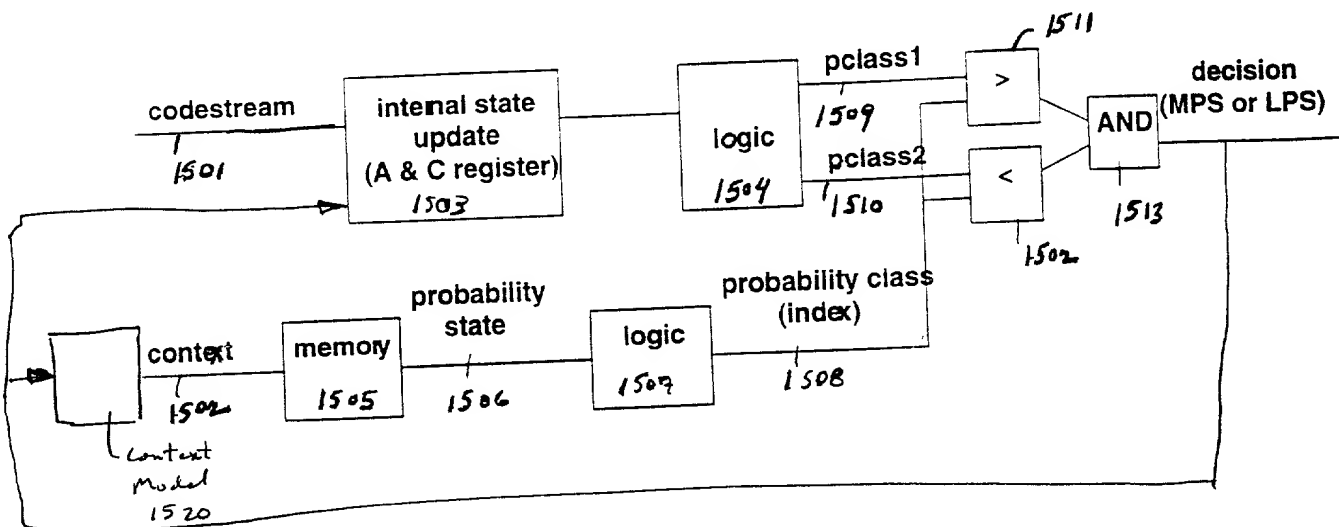 1511
pclass1
decision
(MPS or LPS)
codestream
1501
internal state
update
(A & C register)
1503
logic
1504
1509
pclass2
1510
>
<
AND
1513
1502
probability
state
probability class
(index)
context
1502
memory
1505
1506
logic
1507
1508
Context
Model
1520